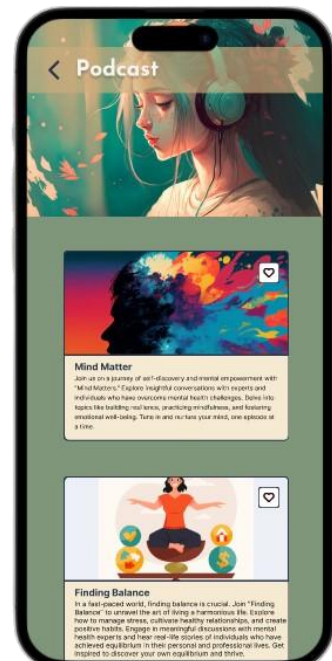 Podcast
Mind Matter
Join us on a journey of self-discovery and mental empowerment with
"Mind Matters." Explore insightful conversations with experts and
individuals who have overcome mental health challenges. Delve into
topics like building resilience, practicing mindfulness, and fostering
emotional well-being. Tune in and nurture your mind, one episode at
a time.
Finding Balance
In a fast-paced world, finding balance is crucial. Join "Finding
Balance" to unravel the art of living a harmonious life. Explore
how to manage stress, cultivate healthy relationships, and create
positive habits. Engage in meaningful discussions with mental
health experts and hear real-life stories of individuals who have
achieved equilibrium in their personal and professional lives. Get
inspired to discover your own equilibrium and thrive.